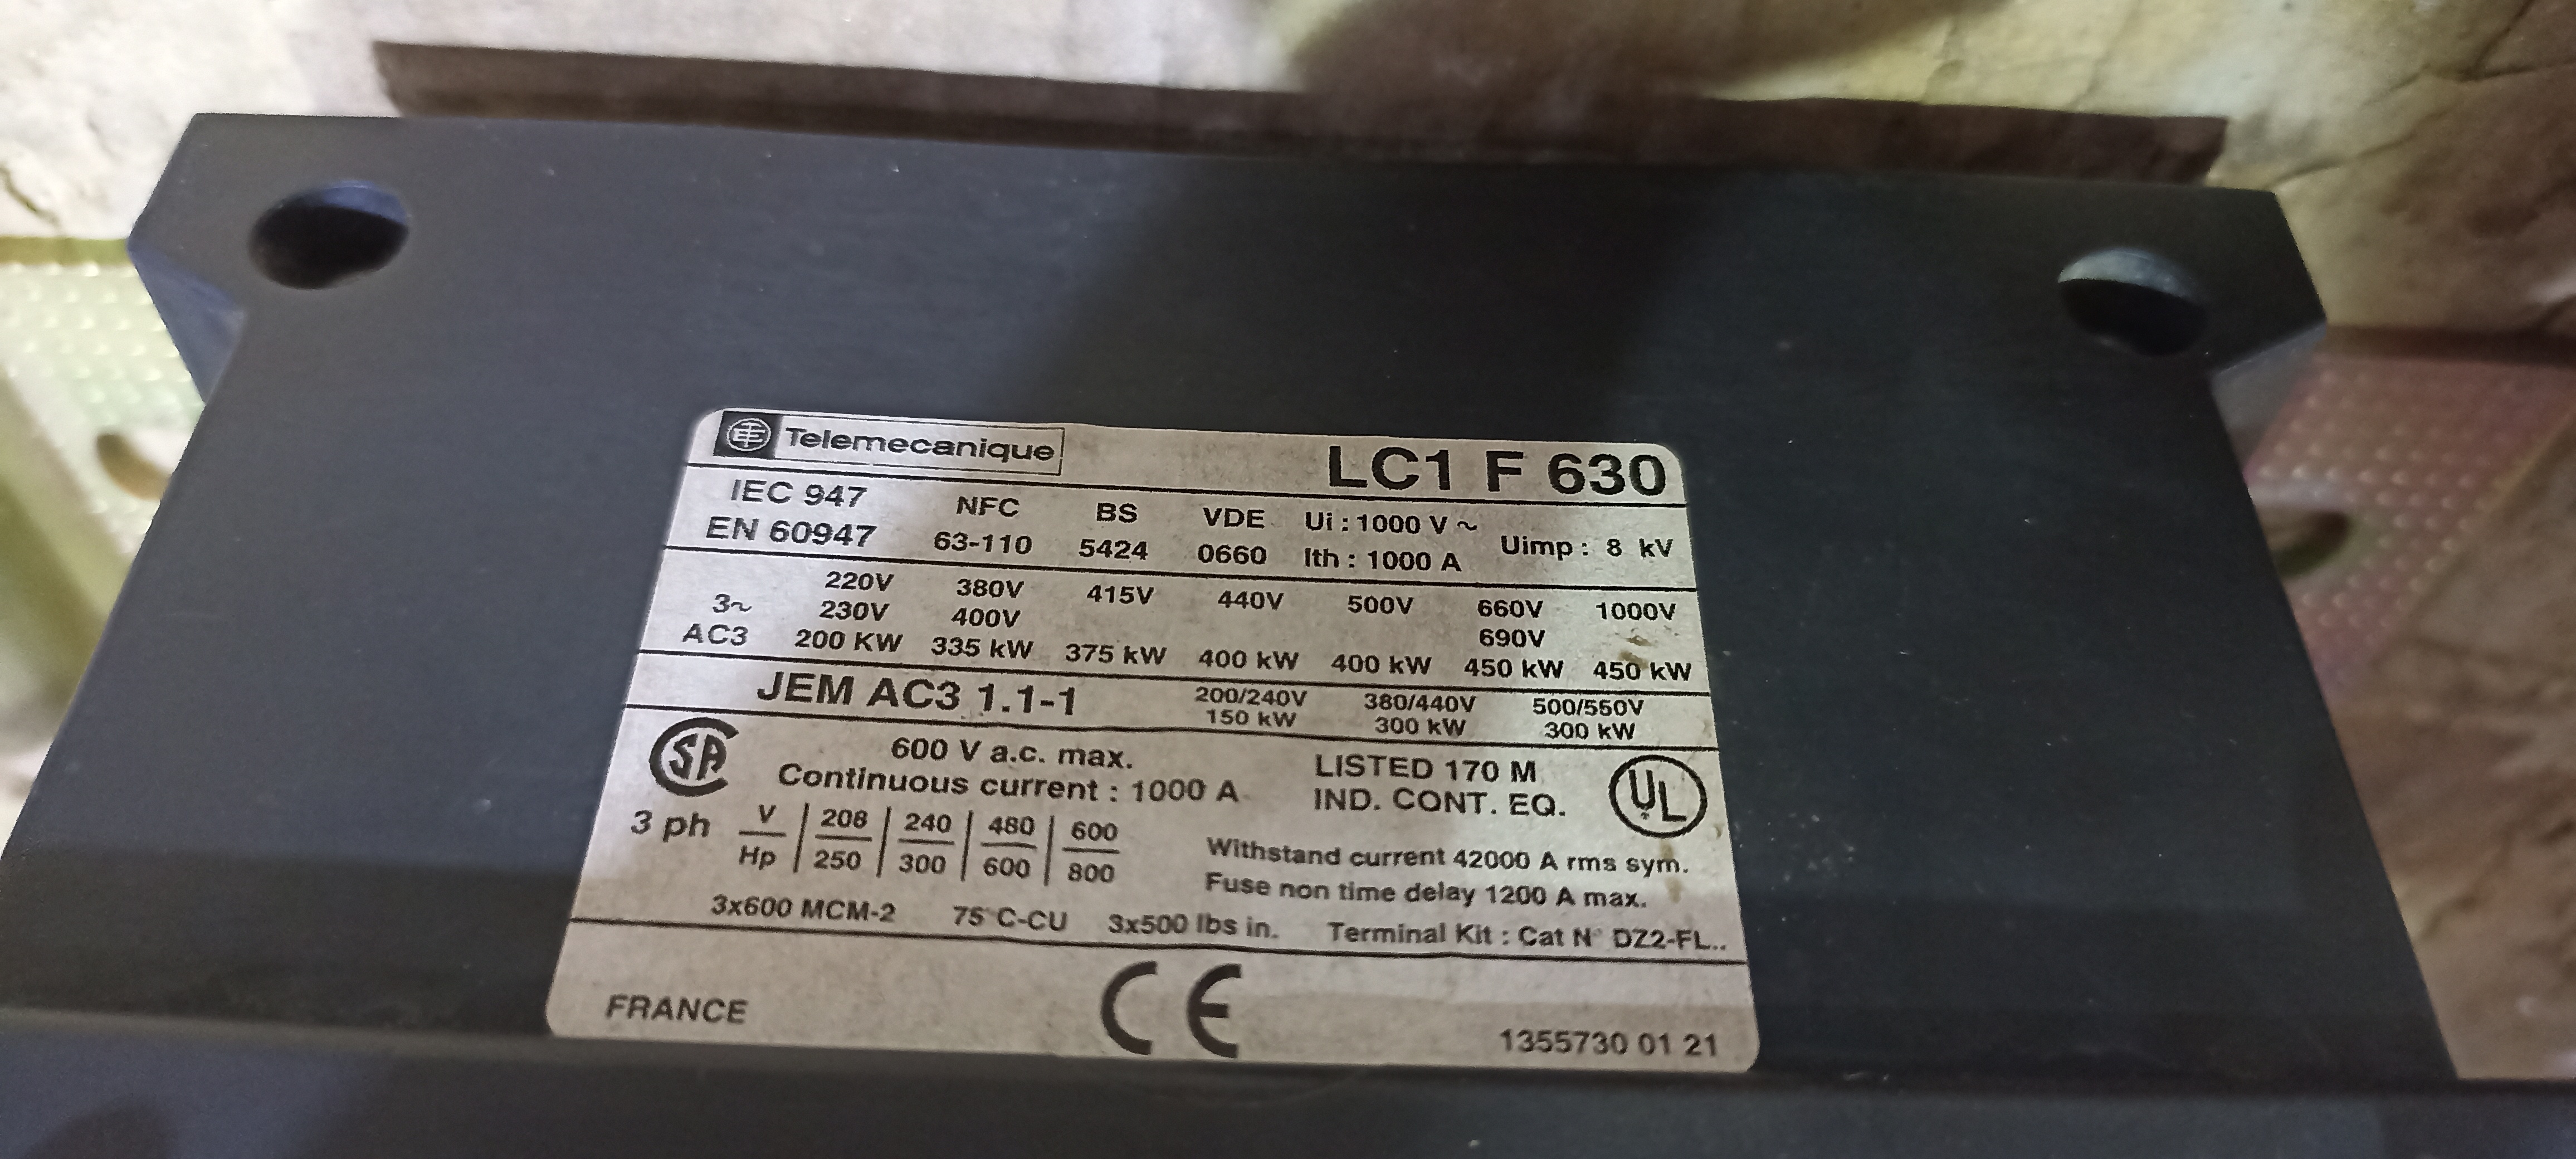 Telemecanique LC1 F 630
IEC 947 NFC BS VDE Ui : 1000 V ~ Uimp : 8 kV
EN 60947 63-110 5424 0660 Ith : 1000 A
220V 380V 415V 440V 500V 660V 1000V
3~ 230V 400V 690V
AC3 200 KW 335 kW 375 kW 400 kW 400 kW 450 kW 450 kW
JEM AC3 1.1-1 200/240V 380/440V 500/550V
150 kW 300 kW 300 kW
SA 600 V a.c. max. LISTED 170 M UL
Continuous current : 1000 A IND. CONT. EQ.
3 ph V 208 240 480 600
Hp 250 300 600 800
Withstand current 42000 A rms sym.
Fuse non time delay 1200 A max.
3x600 MCM-2 75°C-CU 3x500 lbs in. Terminal Kit : Cat N° DZ2-FL..
FRANCE CE 1355730 01 21